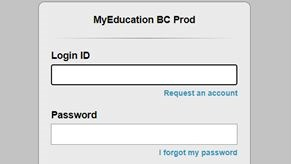 MyEducation BC Prod
Login ID
Request an account
Password
I forgot my password